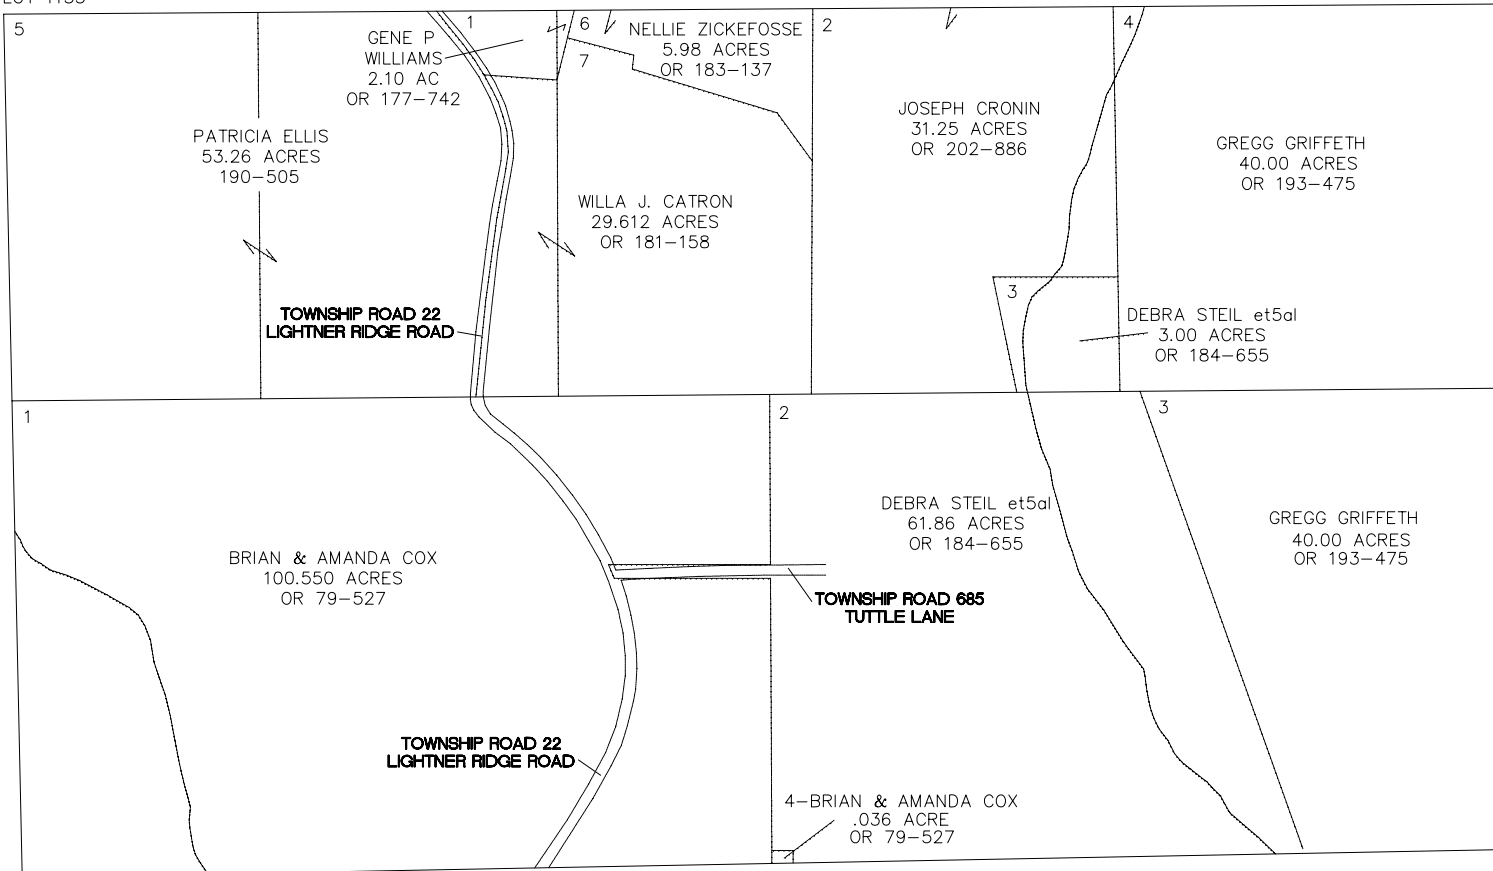 5
1
GENE P
WILLIAMS
2.10 AC
OR 177-742
6
7
NELLIE ZICKEFOSSE
5.98 ACRES
OR 183-137
2
4
PATRICIA ELLIS
53.26 ACRES
190-505
JOSEPH CRONIN
31.25 ACRES
OR 202-886
GREGG GRIFFETH
40.00 ACRES
OR 193-475
WILLA J. CATRON
29.612 ACRES
OR 181-158
TOWNSHIP ROAD 22
LIGHTNER RIDGE ROAD
3
DEBRA STEIL et5al
3.00 ACRES
OR 184-655
1
2
3
DEBRA STEIL et5al
61.86 ACRES
OR 184-655
GREGG GRIFFETH
40.00 ACRES
OR 193-475
BRIAN & AMANDA COX
100.550 ACRES
OR 79-527
TOWNSHIP ROAD 685
TUTTLE LANE
TOWNSHIP ROAD 22
LIGHTNER RIDGE ROAD
4-BRIAN & AMANDA COX
.036 ACRE
OR 79-527